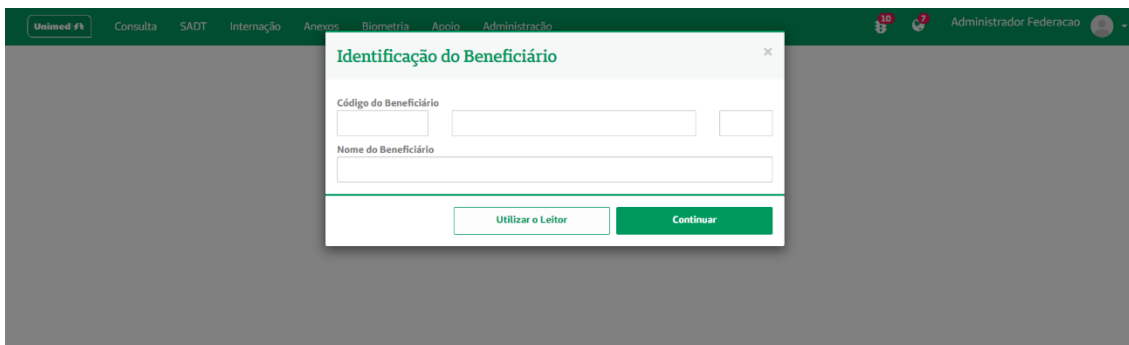 Unimed Consulta SADT Internação Anexos Biometria Apoio Administração 10 7 Administrador Federacao
Identificação do Beneficiário ×
Código do Beneficiário
Nome do Beneficiário
Utilizar o Leitor Continuar